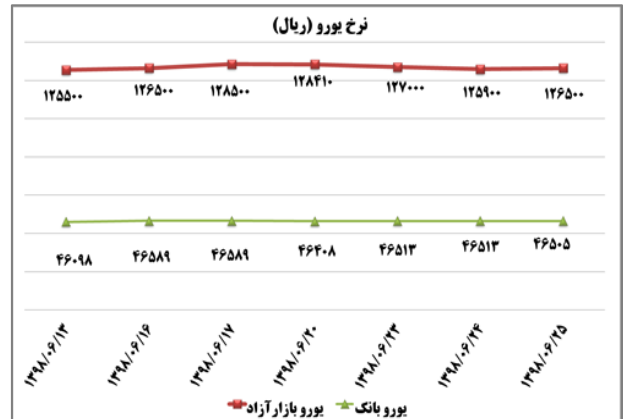 نرخ یورو (ریال)
۱۲۵۵۰۰ ۱۲۶۵۰۰ ۱۲۸۵۰۰ ۱۲۸۴۱۰ ۱۲۷۰۰۰ ۱۲۵۹۰۰ ۱۲۶۵۰۰
۴۶۰۹۸ ۴۶۵۸۹ ۴۶۵۸۹ ۴۶۴۰۸ ۴۶۵۱۳ ۴۶۵۱۳ ۴۶۵۰۵
۱۳۹۸/۰۶/۱۳ ۱۳۹۸/۰۶/۱۶ ۱۳۹۸/۰۶/۱۷ ۱۳۹۸/۰۶/۲۰ ۱۳۹۸/۰۶/۲۳ ۱۳۹۸/۰۶/۲۴ ۱۳۹۸/۰۶/۲۵
یورو بازار آزاد یورو بانک